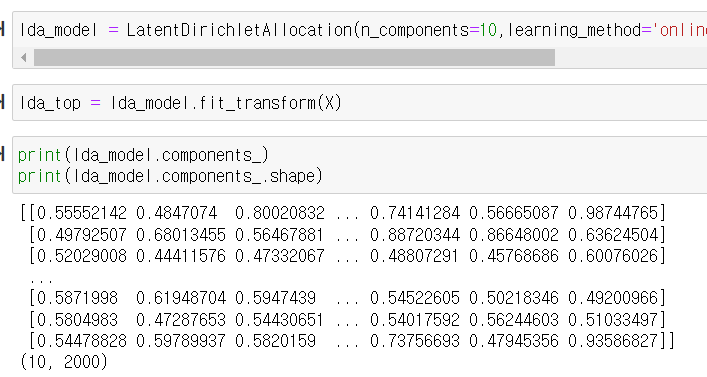 lda_model = LatentDirichletAllocation(n_components=10,learning_method='online
lda_top = lda_model.fit_transform(X)
print(lda_model.components_)
print(lda_model.components_.shape)
[[0.55552142 0.4847074  0.80020832 ... 0.74141284 0.56665087 0.98744765]
 [0.49792507 0.68013455 0.56467881 ... 0.88720344 0.86648002 0.63624504]
 [0.52029008 0.44411576 0.47332067 ... 0.48807291 0.45768686 0.60076026]
 ...
 [0.5871998  0.61948704 0.5947439  ... 0.54522605 0.50218346 0.49200966]
 [0.5804983  0.47287653 0.54430651 ... 0.54017592 0.56244603 0.51033497]
 [0.54478828 0.59789937 0.5820159  ... 0.73756693 0.47945356 0.93586827]]
(10, 2000)